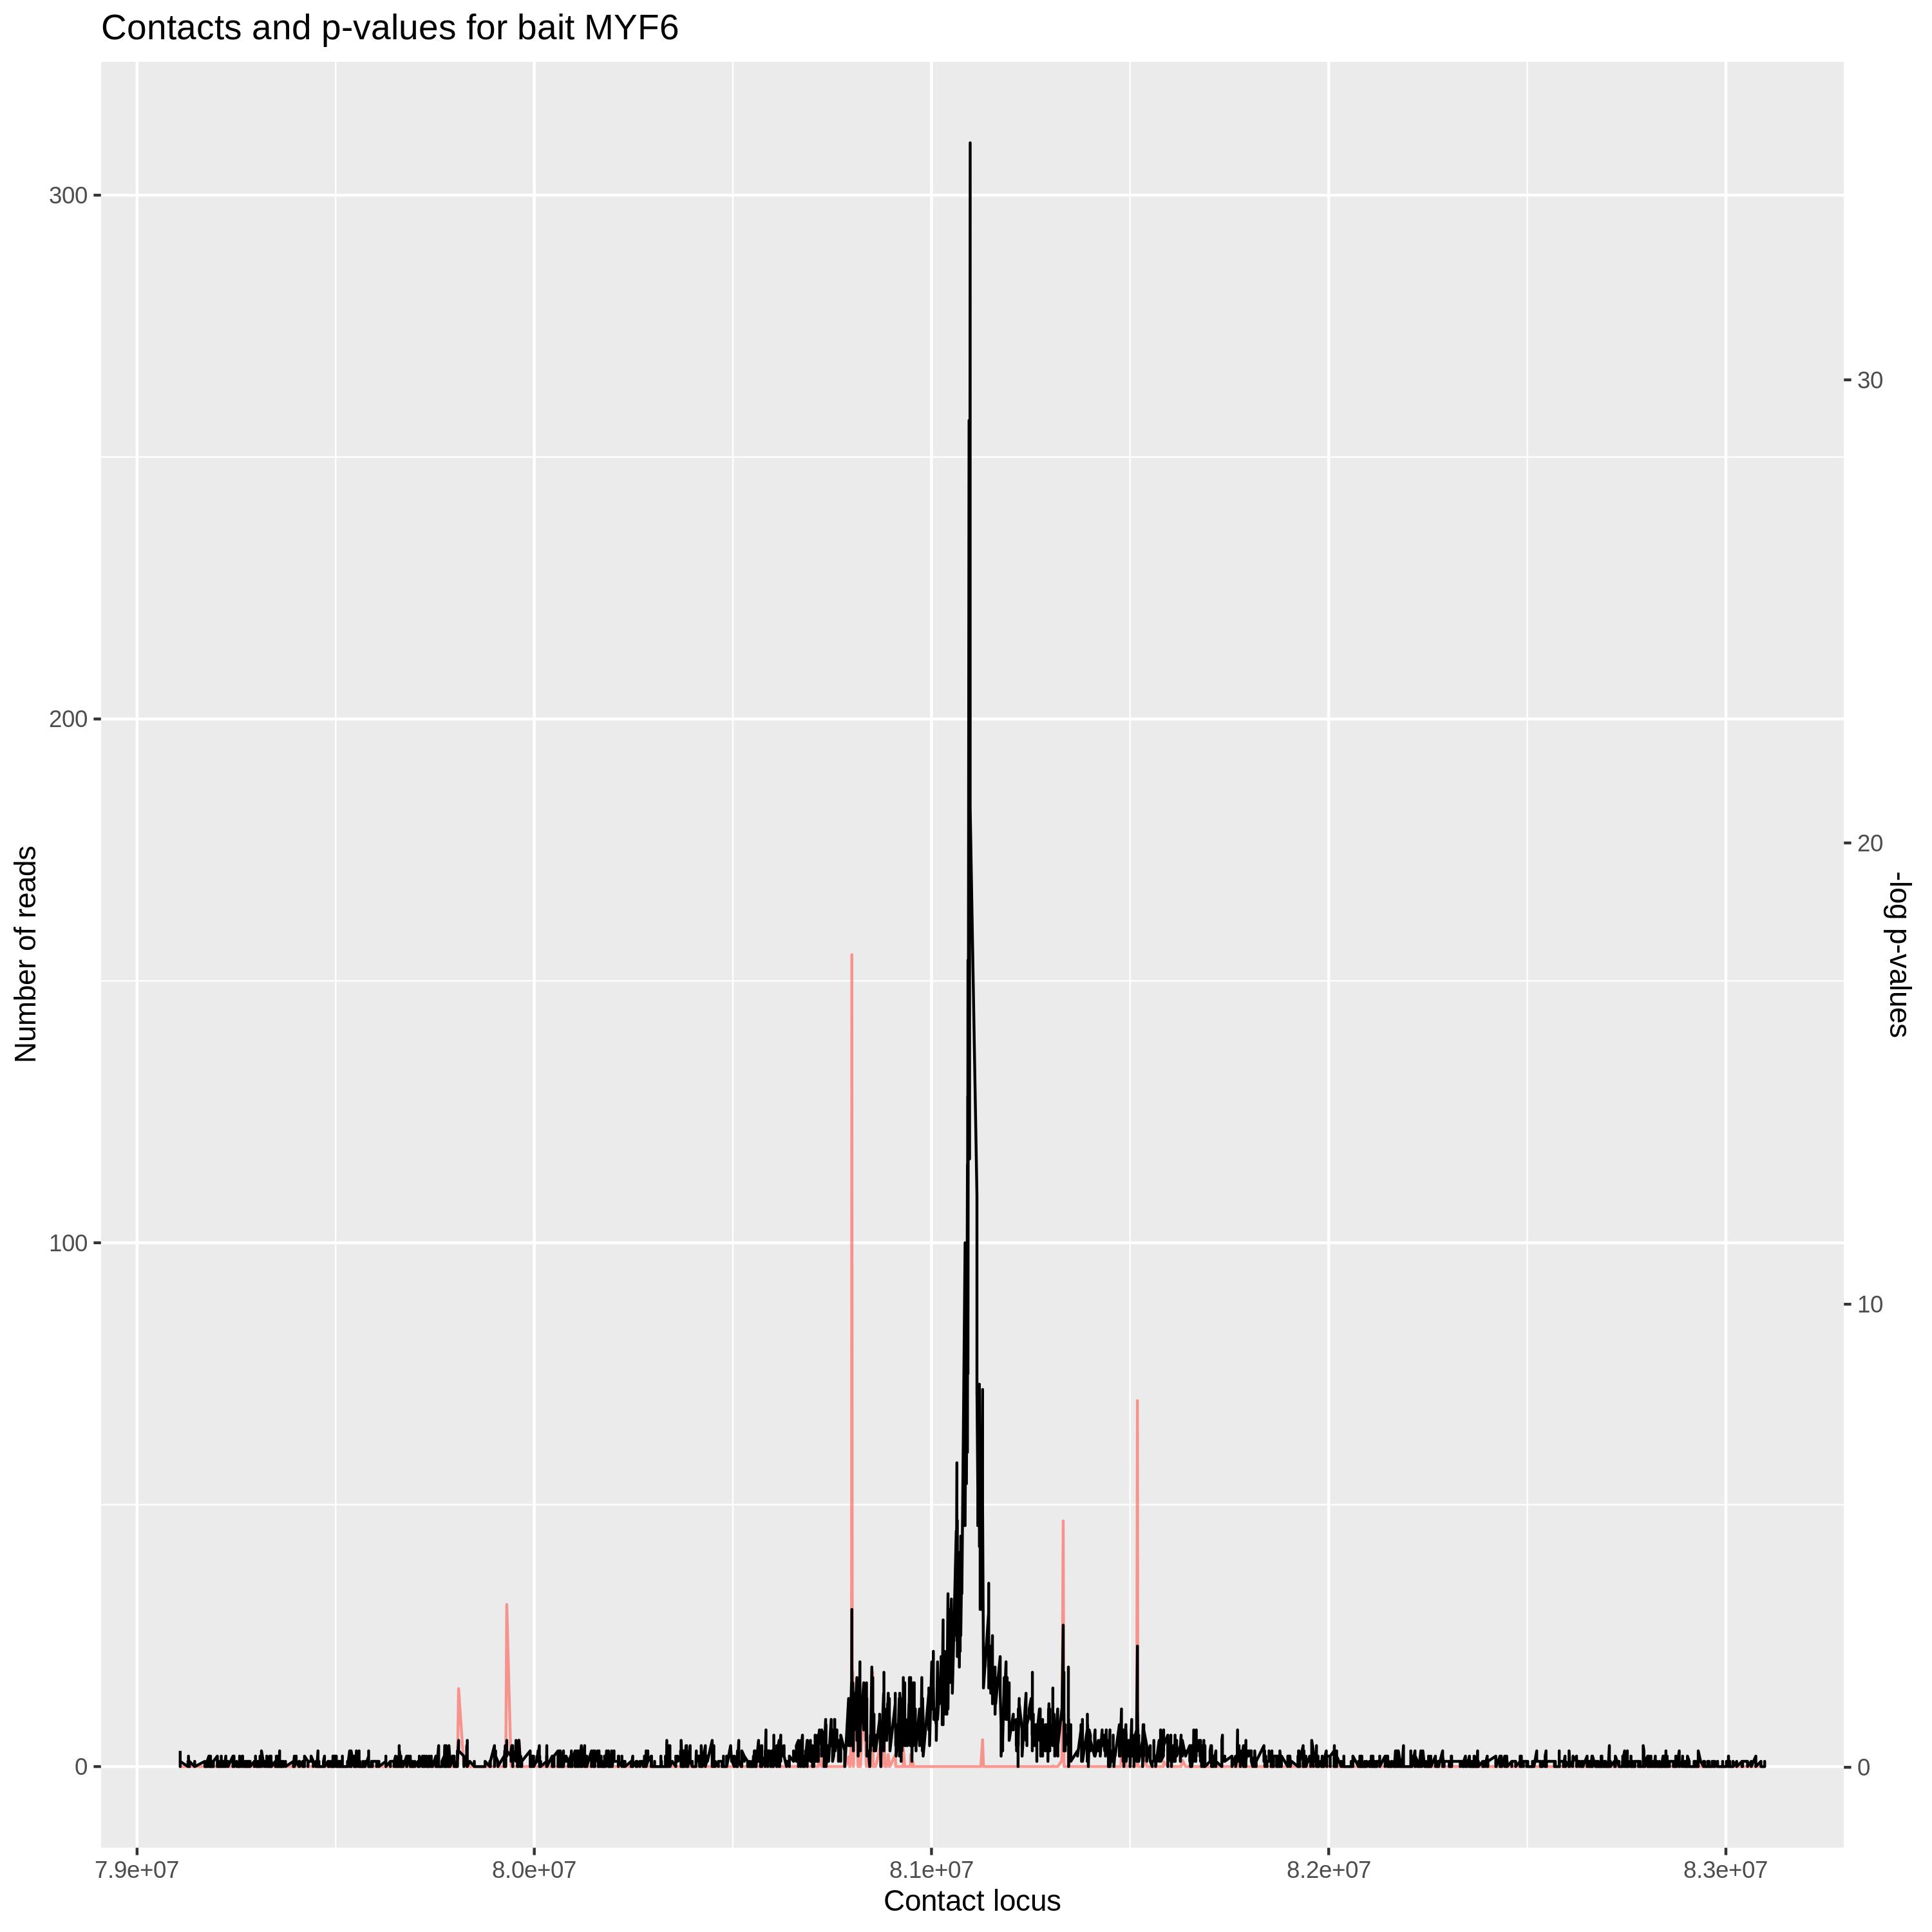 Contacts and p-values for bait MYF6
300
200
100
0
Number of reads
30
20
10
0
-log p-values
7.9e+07 8.0e+07 8.1e+07 8.2e+07 8.3e+07
Contact locus